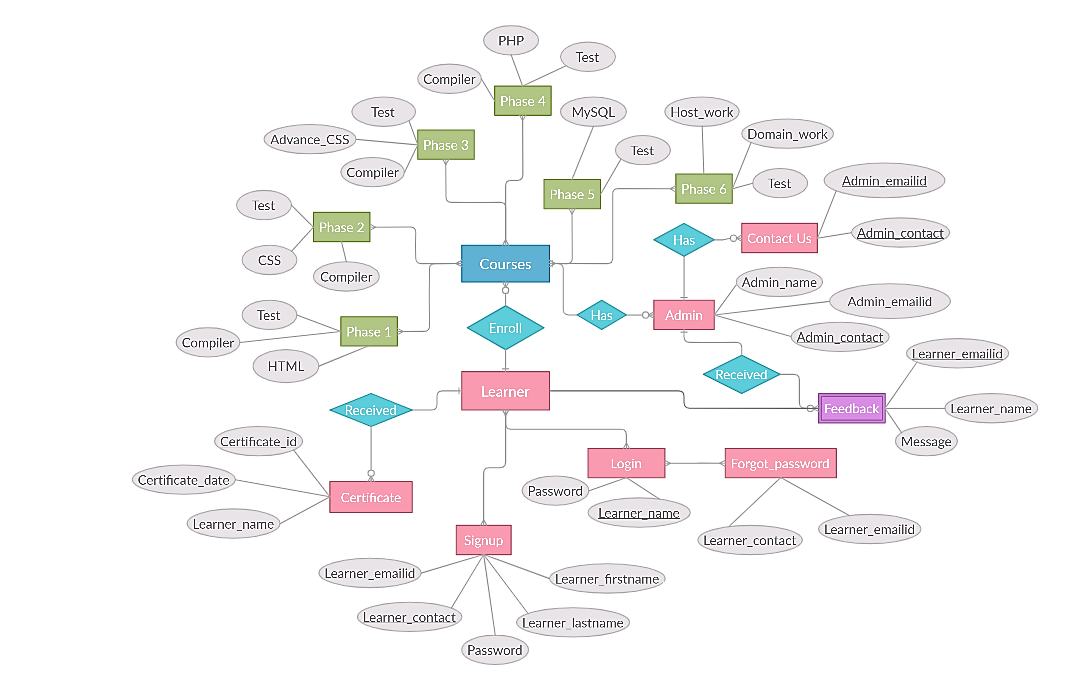 PHP
Test
Compiler
Phase 4
Test
Advance_CSS
Phase 3
Compiler
MySQL
Test
Phase 5
Host_work
Domain_work
Phase 6
Test
Test
Phase 2
CSS
Compiler
Courses
Has
Contact Us
Admin_emailid
Admin_contact
Test
Compiler
Phase 1
HTML
Enroll
Has
Admin
Admin_name
Admin_emailid
Admin_contact
Received
Learner
Received
Feedback
Learner_emailid
Learner_name
Message
Certificate_id
Certificate_date
Certificate
Learner_name
Login
Forgot_password
Password
Learner_name
Learner_contact
Learner_emailid
Signup
Learner_emailid
Learner_firstname
Learner_contact
Learner_lastname
Password